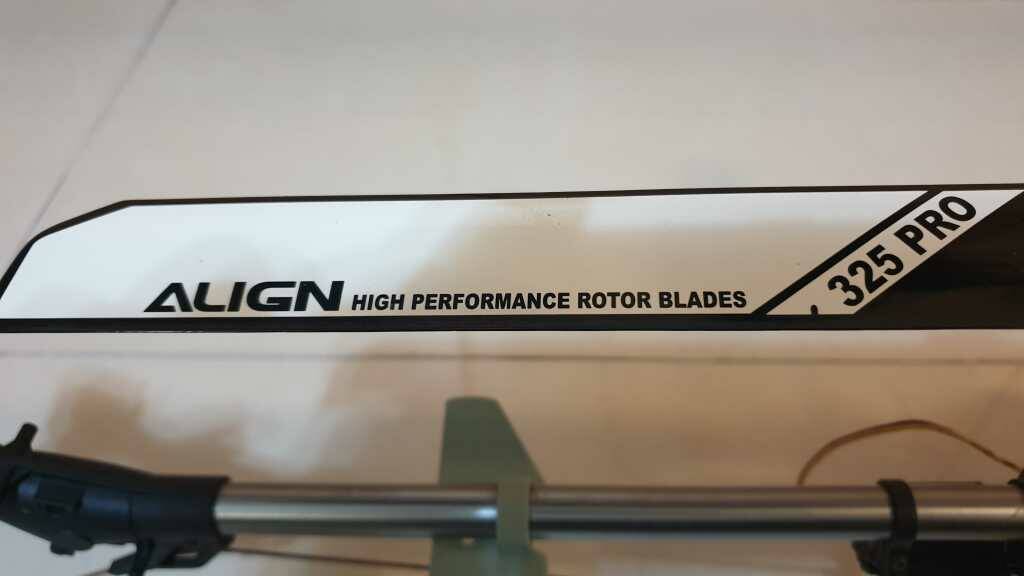 ALIGN HIGH PERFORMANCE ROTOR BLADES
325 PRO